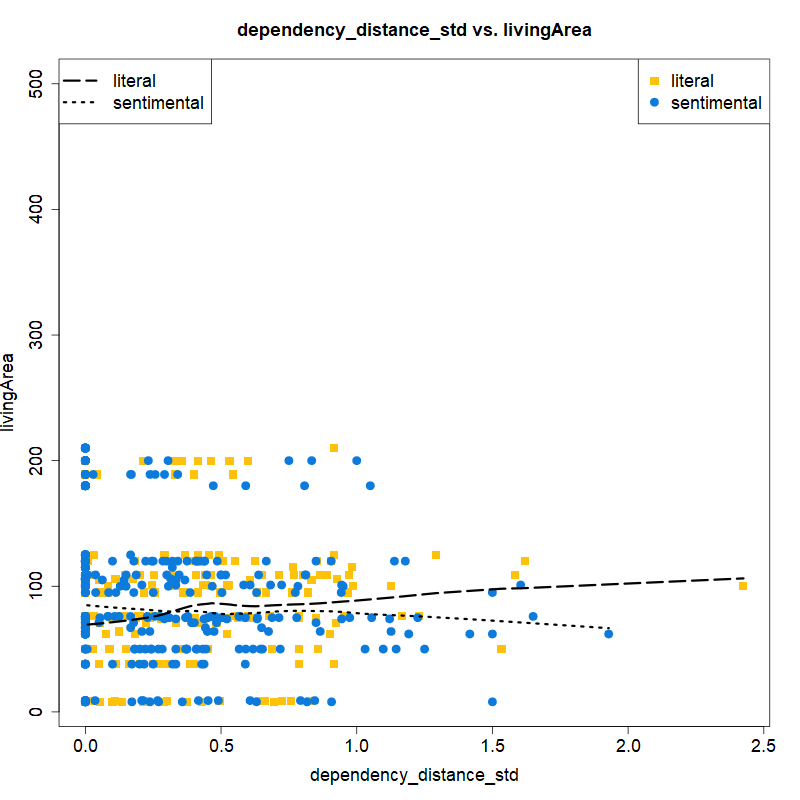 dependency_distance_std vs. livingArea
literal
sentimental
literal
sentimental
500
400
300
200
100
0
livingArea
0.0 0.5 1.0 1.5 2.0 2.5
dependency_distance_std